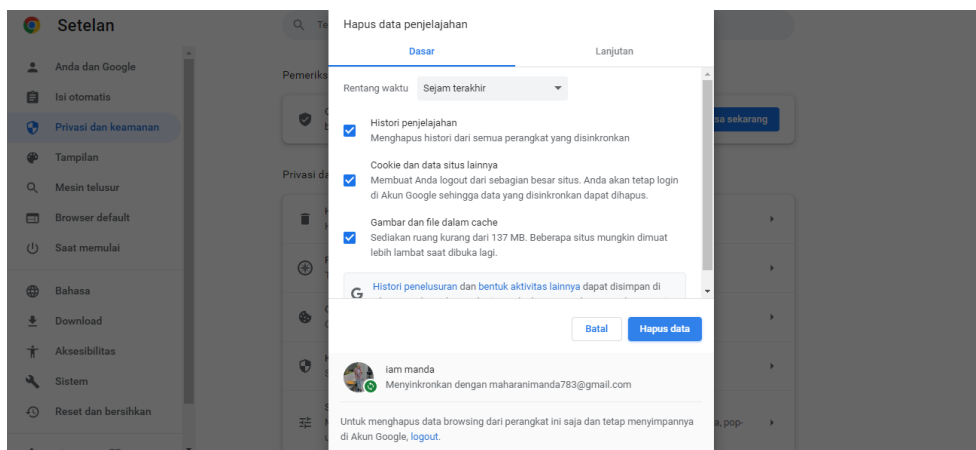 Setelan
Te
Hapus data penjelajahan
Dasar
Lanjutan
Anda dan Google
Isi otomatis
Privasi dan keamanan
Tampilan
Mesin telusur
Browser default
Saat memulai
Bahasa
Download
Aksesibilitas
Sistem
Reset dan bersihkan
Pemeriks
sa sekarang
Privasi da
a, pop-
Rentang waktu
Sejam terakhir
Histori penjelajahan
Menghapus histori dari semua perangkat yang disinkronkan
Cookie dan data situs lainnya
Membuat Anda logout dari sebagian besar situs. Anda akan tetap login
di Akun Google sehingga data yang disinkronkan dapat dihapus.
Gambar dan file dalam cache
Sediakan ruang kurang dari 137 MB. Beberapa situs mungkin dimuat
lebih lambat saat dibuka lagi.
Histori penelusuran dan bentuk aktivitas lainnya dapat disimpan di
Batal
Hapus data
iam manda
Menyinkronkan dengan maharanimanda783@gmail.com
Untuk menghapus data browsing dari perangkat ini saja dan tetap menyimpannya
di Akun Google, logout.